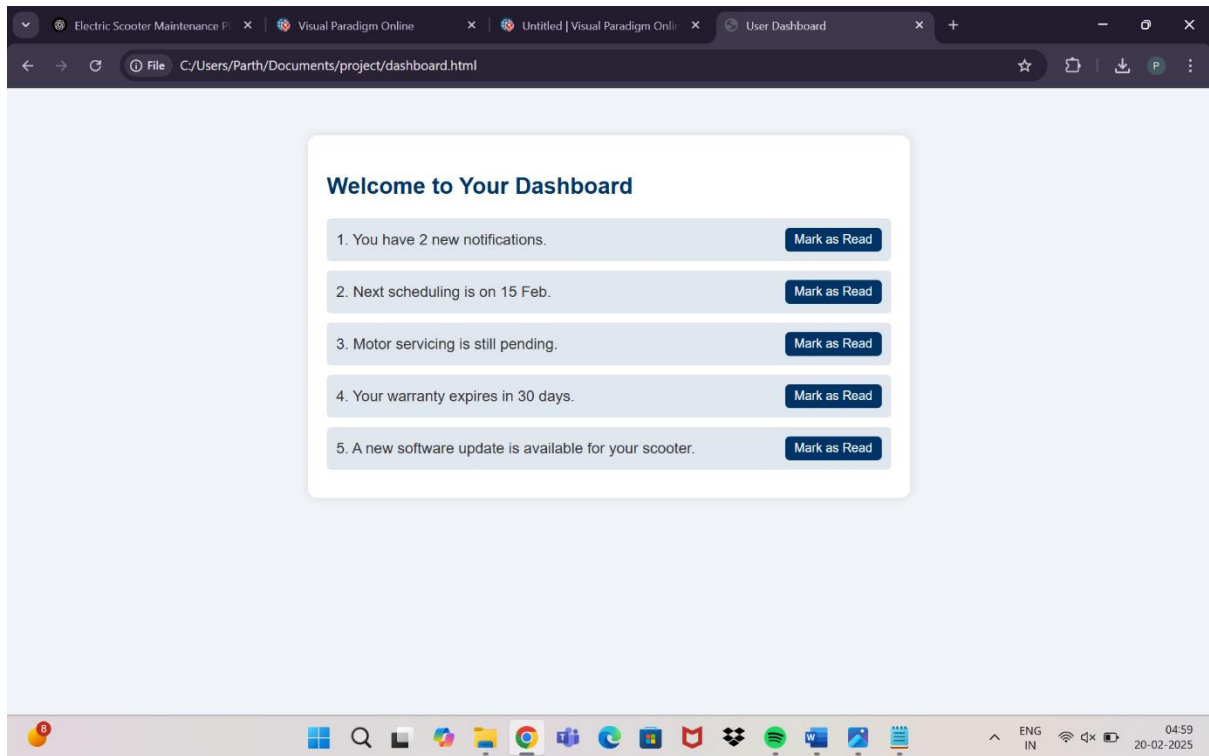 Electric Scooter Maintenance Pl
Visual Paradigm Online
Untitled | Visual Paradigm Onlin
User Dashboard
File C:/Users/Parth/Documents/project/dashboard.html
P
Welcome to Your Dashboard
1. You have 2 new notifications. Mark as Read
2. Next scheduling is on 15 Feb. Mark as Read
3. Motor servicing is still pending. Mark as Read
4. Your warranty expires in 30 days. Mark as Read
5. A new software update is available for your scooter. Mark as Read
8
ENG
IN
04:59
20-02-2025